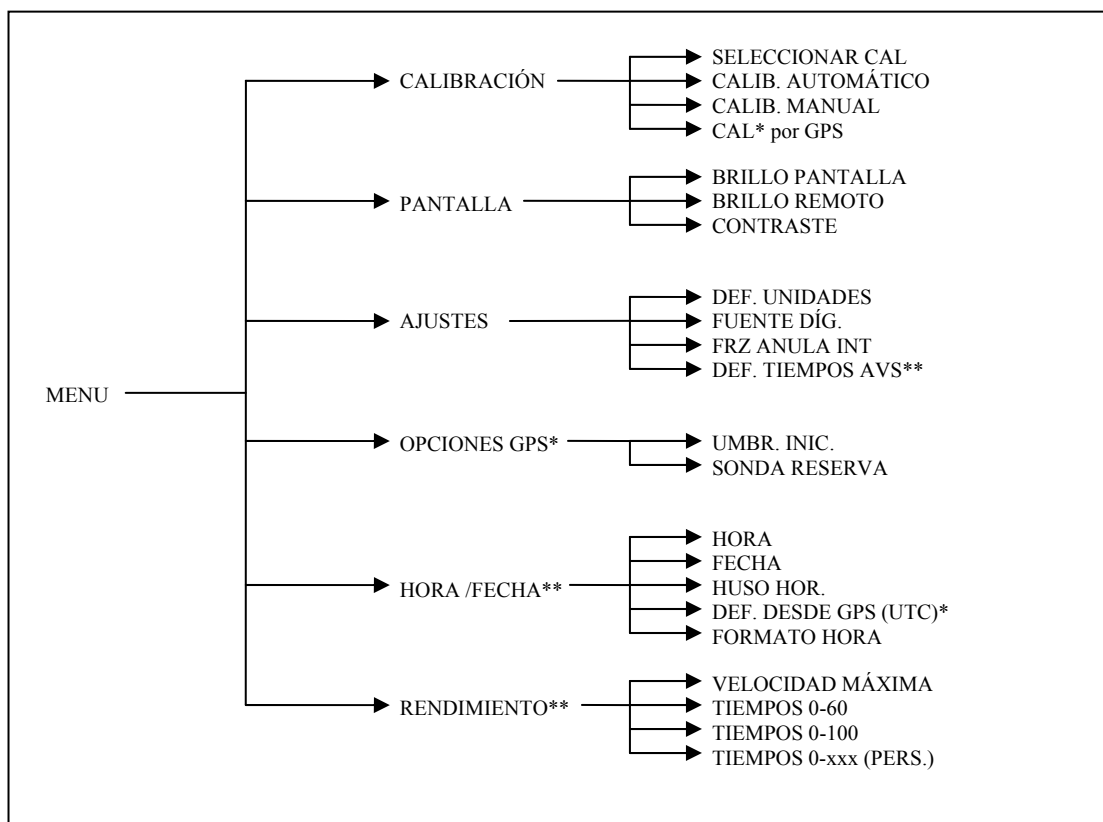 SELECCIONAR CAL
CALIBRACIÓN
CALIB. AUTOMÁTICO
CALIB. MANUAL
CAL* por GPS
BRILLO PANTALLA
PANTALLA
BRILLO REMOTO
CONTRASTE
DEF. UNIDADES
AJUSTES
FUENTE DÍG.
FRZ ANULA INT
DEF. TIEMPOS AVS**
MENU
OPCIONES GPS*
UMBR. INIC.
SONDA RESERVA
HORA
FECHA
HORA /FECHA**
HUSO HOR.
DEF. DESDE GPS (UTC)*
FORMATO HORA
VELOCIDAD MÁXIMA
RENDIMIENTO**
TIEMPOS 0-60
TIEMPOS 0-100
TIEMPOS 0-xxx (PERS.)